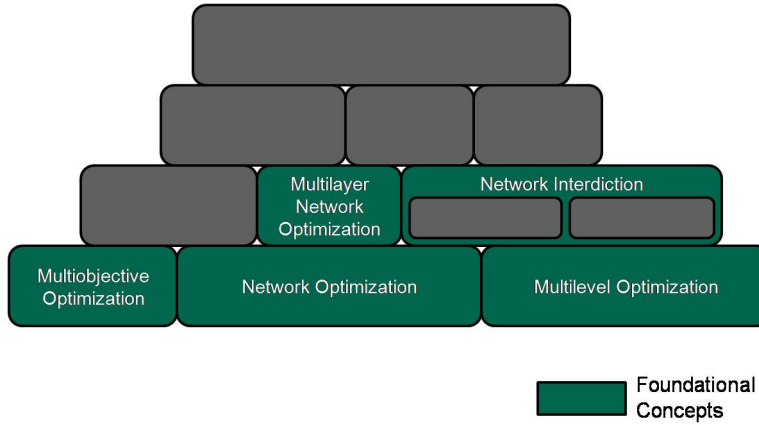 Multilayer
Network
Optimization
Network Interdiction
Multiobjective
Optimization
Network Optimization
Multilevel Optimization
Foundational
Concepts